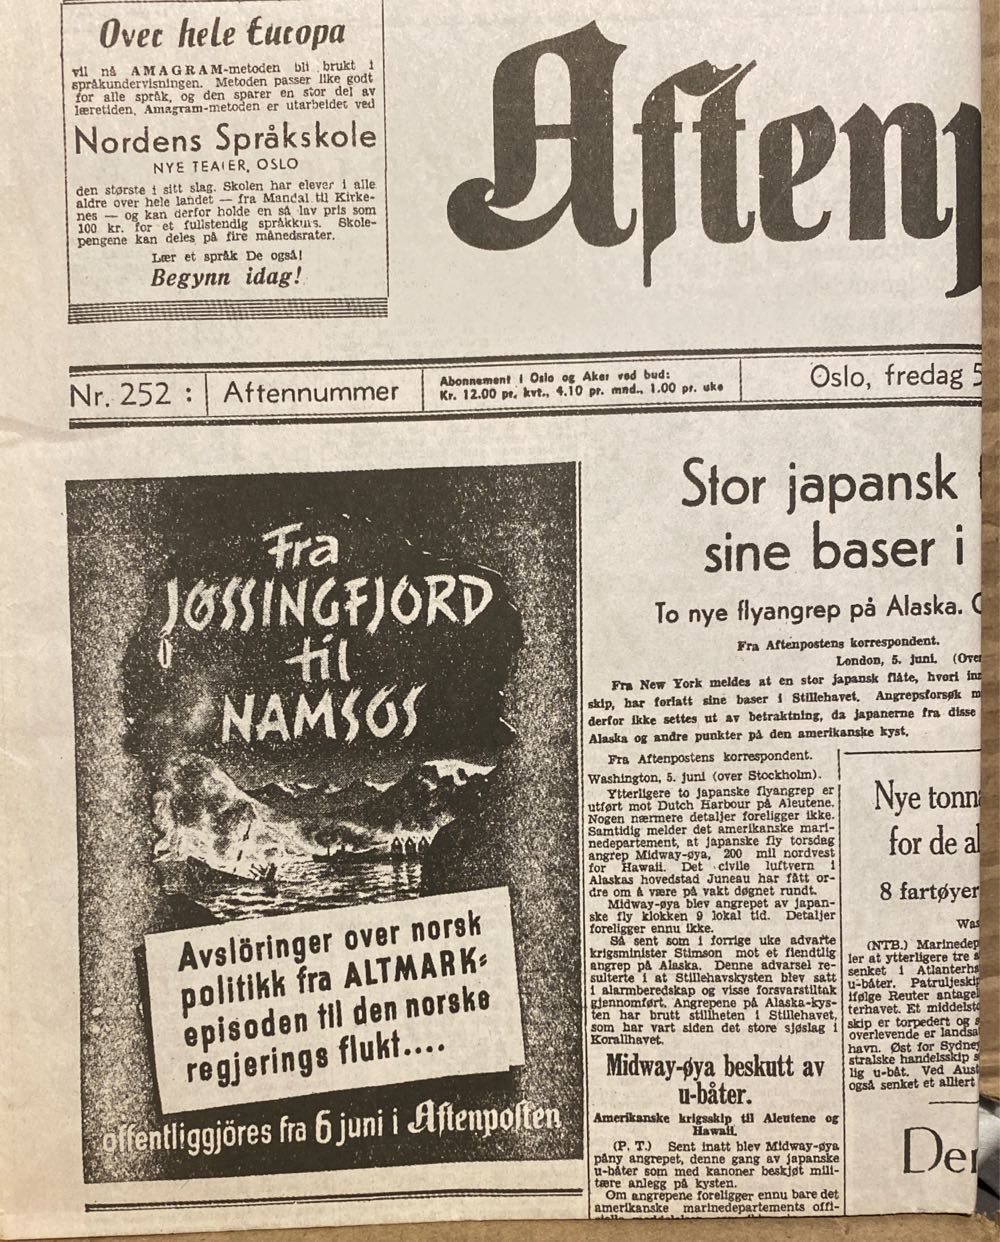 Over hele Europa
vil nå AMAGRAM-metoden bli brukt i
språkundervisningen. Metoden passer like godt
for alle språk, og den sparer en stor del av
læretiden. Amagram-metoden er utarbeidet ved
Nordens Språkskole
NYE TEATER, OSLO
den største i sitt slag. Skolen har elever i alle
aldre over hele landet — fra Mandal til Kirke-
nes — og kan derfor holde en så lav pris som
100 kr. for et fullstendig språkkurs. Skole-
pengene kan deles på fire månedsrater.
Lær et språk De også!
Begynn idag!
Aftenp
Nr. 252 :
Aftennummer
Abonnement i Oslo og Aker ved bud:
Kr. 12.00 pr. kvt., 4.10 pr. mnd., 1.00 pr. uke
Oslo, fredag 5
Fra
JØSSINGFJORD
til
NAMSOS
Avslöringer over norsk
politikk fra ALTMARK-
episoden til den norske
regjerings flukt....
offentliggjöres fra 6 juni i Aftenposten
Stor japansk
sine baser i
To nye flyangrep på Alaska.
Fra Aftenpostens korrespondent.
London, 5. juni. (Over
Fra New York meldes at en stor japansk flåte, hvori inn
skip, har forlatt sine baser i Stillehavet. Angrepsforsøk m
derfor ikke settes ut av betraktning, da japanerne fra disse
Alaska og andre punkter på den amerikanske kyst.
Fra Aftenpostens korrespondent.
Washington, 5. juni (over Stockholm).
Ytterligere to japanske flyangrep er
utført mot Dutch Harbour på Aleutene.
Nogen nærmere detaljer foreligger ikke.
Samtidig melder det amerikanske mari-
nedepartement, at japanske fly torsdag
angrep Midway-øya, 200 mil nordvest
for Hawaii. Det civile luftvern i
Alaskas hovedstad Juneau har fått or-
dre om å være på vakt døgnet rundt.
Midway-øya blev angrepet av japan-
ske fly klokken 9 lokal tid. Detaljer
foreligger ennu ikke.
Så sent som i forrige uke advarte
krigsminister Stimson mot et fiendtlig
angrep på Alaska. Denne advarsel re-
sulterte i at Stillehavskysten blev satt
i alarmberedskap og visse forsvarstiltak
gjennomført. Angrepene på Alaska-kys-
ten har brutt stillheten i Stillehavet,
som har vart siden det store sjøslag i
Korallhavet.
Midway-øya beskutt av
u-båter.
Amerikanske krigsskip til Aleutene og
Hawaii.
(P. T.) Sent inatt blev Midway-øya
påny angrepet, denne gang av japanske
u-båter som med kanoner beskjøt mili-
tære anlegg på kysten.
Om angrepene foreligger ennu bare det
amerikanske marinedepartements offi-
Nye tonn
for de al
8 fartøyer
Was
(NTB.) Marinedep
ler at ytterligere tre s
senket i Atlanterh
u-båter. Patruljeskip
ifølge Reuter antagel
terhavet. Et middelsto
skip er torpedert og s
overlevende er landsa
havn. Øst for Sydney
stralske handelsskip s
lig u-båt. Ved Aust
også senket et alliert
Der